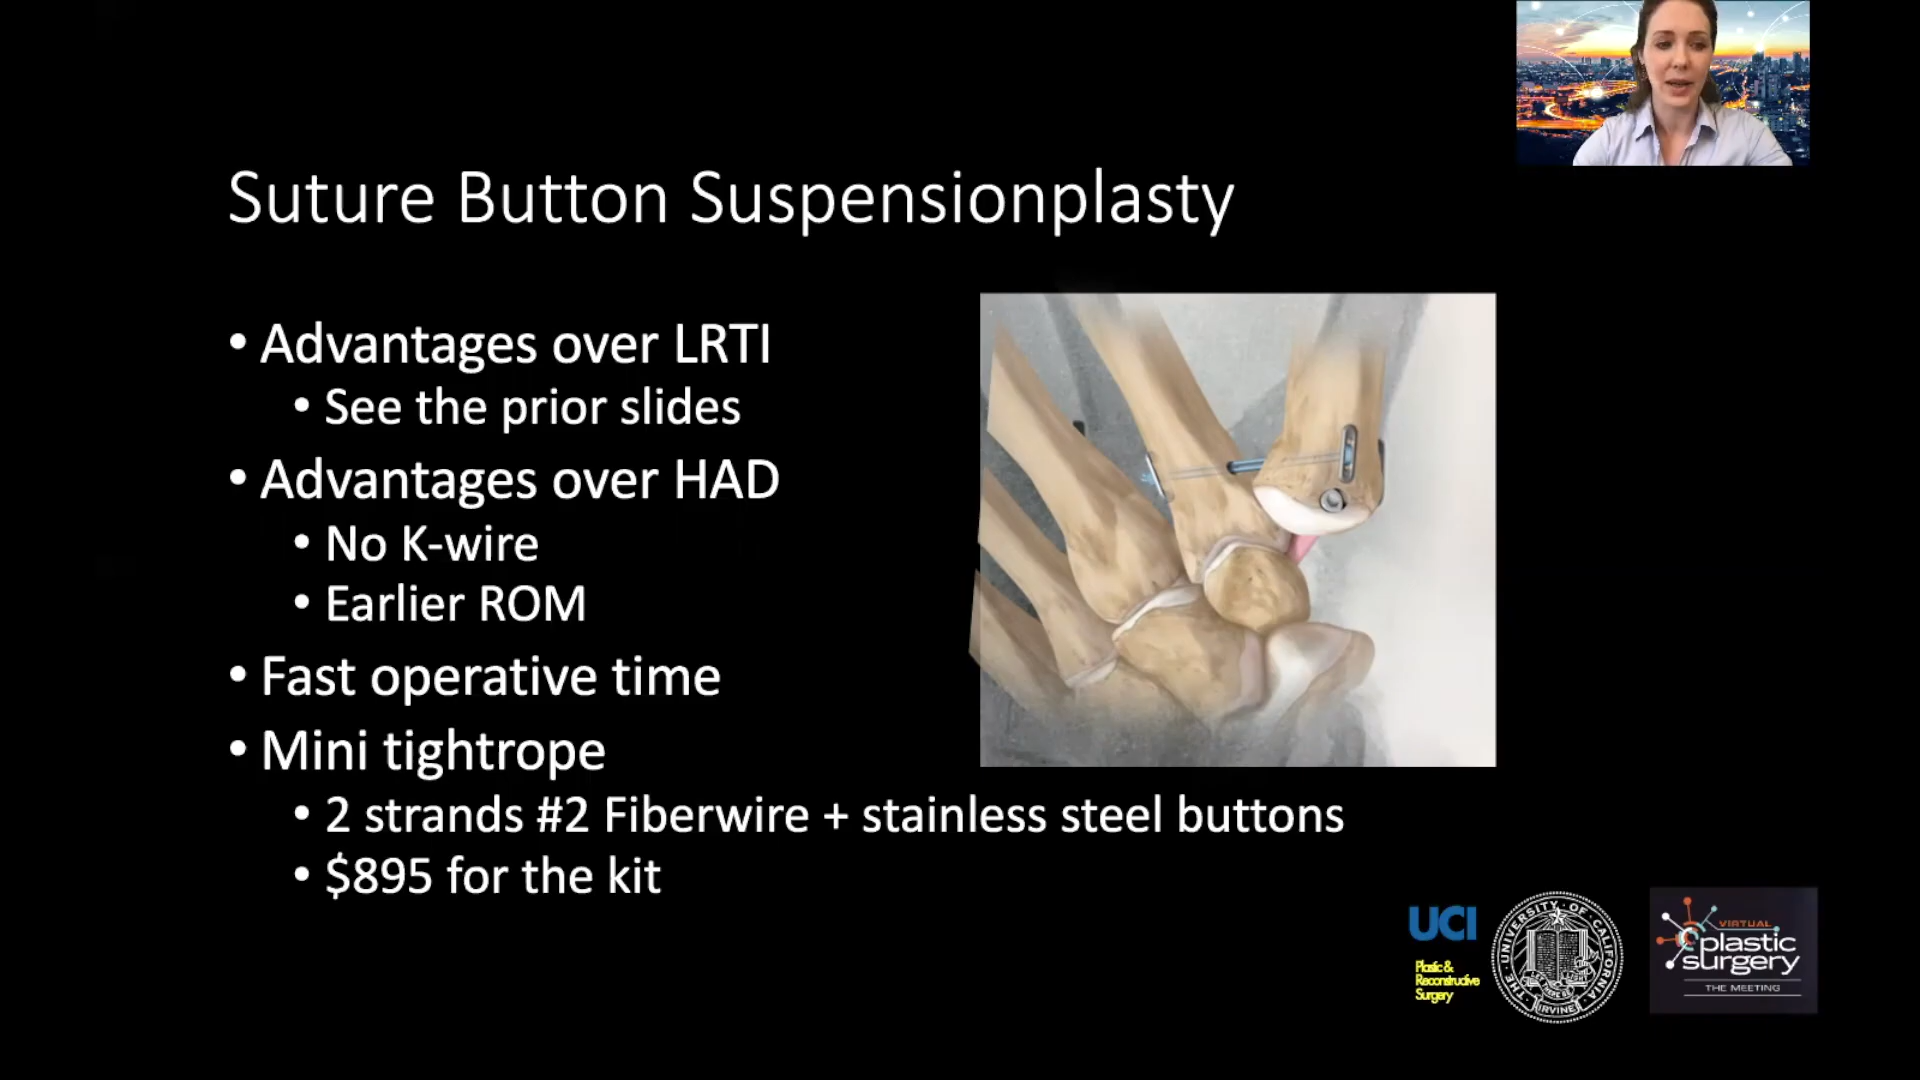 Suture Button Suspensionplasty
• Advantages over LRTI
• See the prior slides
• Advantages over HAD
• No K-wire
• Earlier ROM
• Fast operative time
• Mini tightrope
• 2 strands #2 Fiberwire + stainless steel buttons
• $895 for the kit
UCI
Plastic &
Reconstructive
Surgery
THE UNIVERSITY OF CALIFORNIA
IRVINE
VIRTUAL
plastic
surgery
THE MEETING